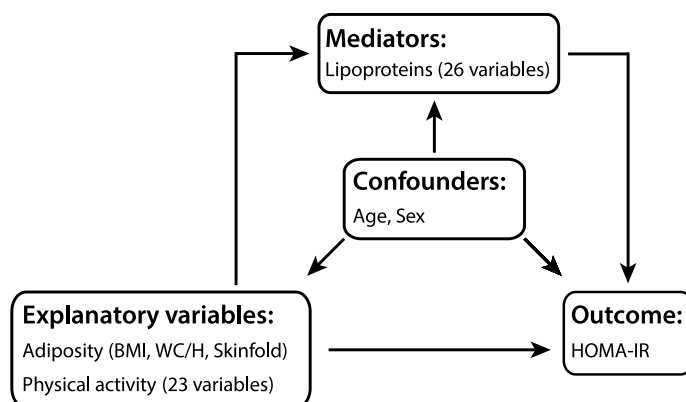 Mediators:
Lipoproteins (26 variables)
Confounders:
Age, Sex
Explanatory variables:
Adiposity (BMI, WC/H, Skinfold)
Physical activity (23 variables)
Outcome:
HOMA-IR